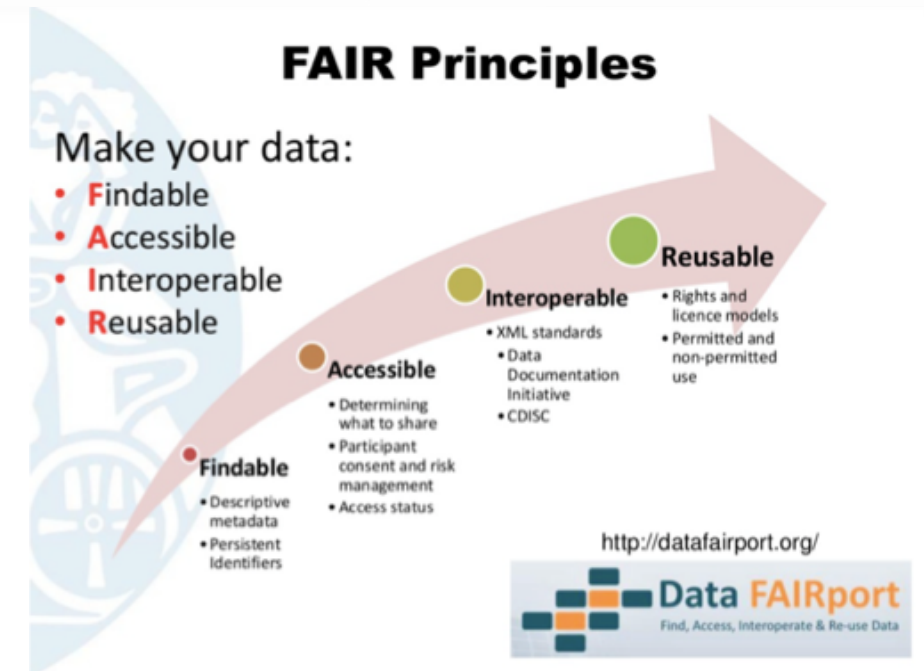 FAIR Principles
Make your data:
• Findable
• Accessible
• Interoperable
• Reusable
Findable
• Descriptive
metadata
• Persistent
Identifiers
Accessible
• Determining
what to share
• Participant
consent and risk
management
• Access status
Interoperable
• XML standards
• Data
Documentation
Initiative
• CDISC
Reusable
• Rights and
licence models
• Permitted and
non-permitted
use
http://datafairport.org/
Data FAIRport
Find, Access, Interoperate & Re-use Data